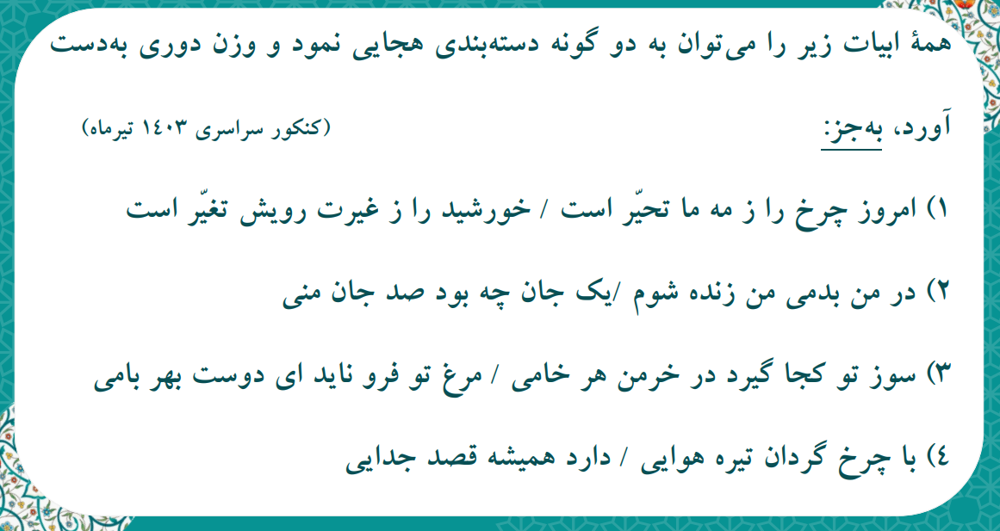 همهٔ ابیات زیر را می‌توان به دو گونه دسته‌بندی هجایی نمود و وزن دوری به‌دست
آورد، به‌جز: (کنکور سراسری ۱٤۰۳ تیرماه)
۱) امروز چرخ را ز مه ما تحیّر است / خورشید را ز غیرت رویش تغیّر است
۲) در من بدمی من زنده شوم /یک جان چه بود صد جان منی
۳) سوز تو کجا گیرد در خرمن هر خامی / مرغ تو فرو ناید ای دوست بهر بامی
٤) با چرخ گردان تیره هوایی / دارد همیشه قصد جدایی